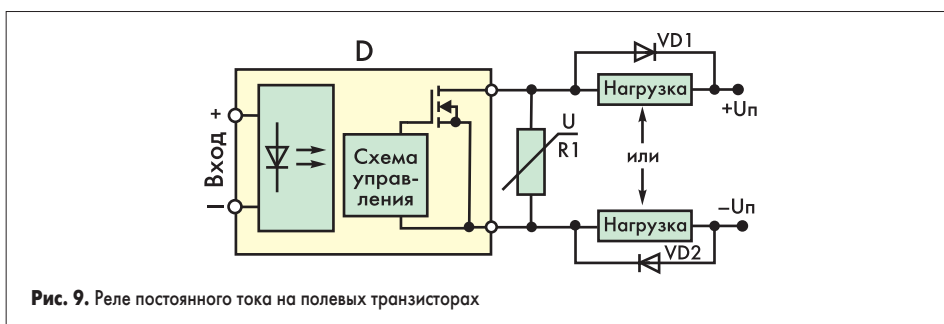 D
VD1
Нагрузка
+Uп
+
Вход
–
Схема
управ-
ления
U
R1
или
–Uп
Нагрузка
VD2
Рис. 9. Реле постоянного тока на полевых транзисторах